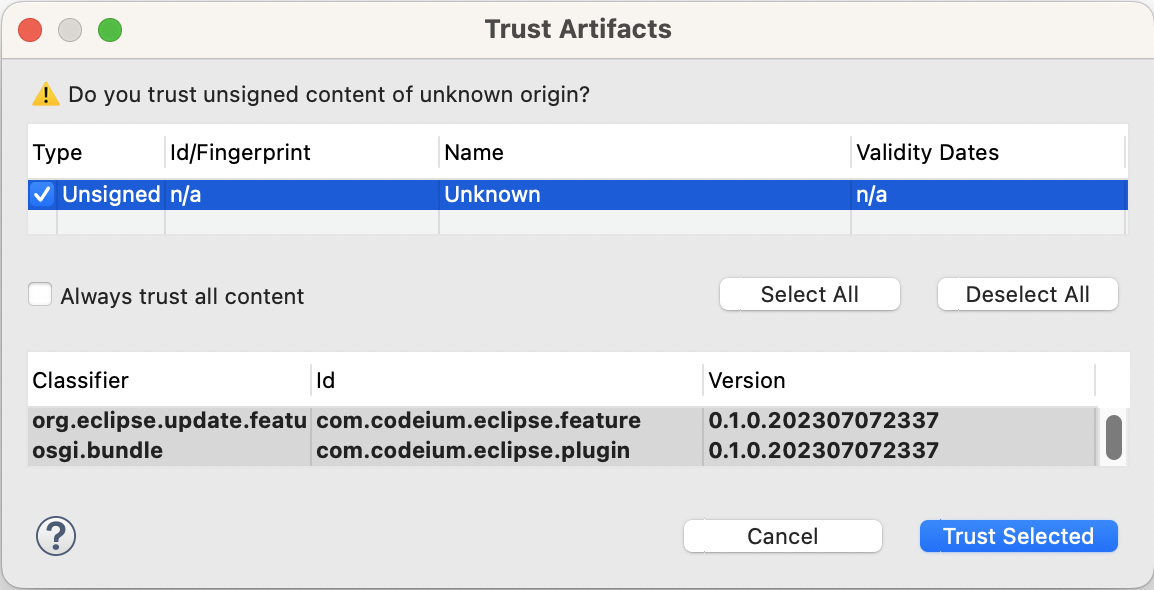 Trust Artifacts
Do you trust unsigned content of unknown origin?
Type Id/Fingerprint Name Validity Dates
Unsigned n/a Unknown n/a
Always trust all content Select All Deselect All
Classifier Id Version
org.eclipse.update.featu com.codeium.eclipse.feature 0.1.0.202307072337
osgi.bundle com.codeium.eclipse.plugin 0.1.0.202307072337
? Cancel Trust Selected